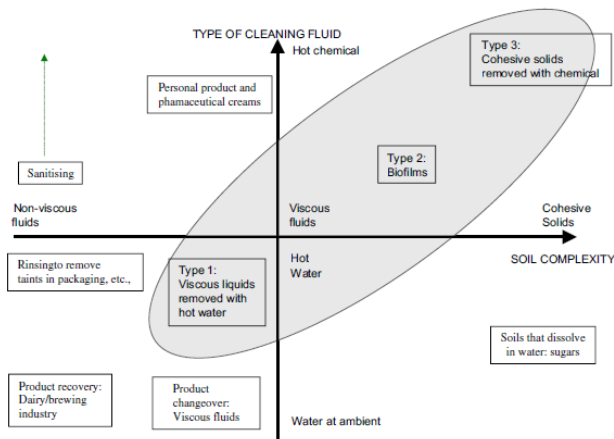 TYPE OF CLEANING FLUID
Hot chemical
Type 3:
Cohesive solids
removed with chemical
Personal product and
phamaceutical creams
Type 2:
Biofilms
Sanitising
Non-viscous
fluids
Viscous
fluids
Cohesive
Solids
SOIL COMPLEXITY
Rinsingto remove
taints in packaging, etc.,
Type 1:
Viscous liquids
removed with
hot water
Hot
Water
Soils that dissolve
in water: sugars
Product recovery:
Dairy/brewing
industry
Product
changeover:
Viscous fluids
Water at ambient